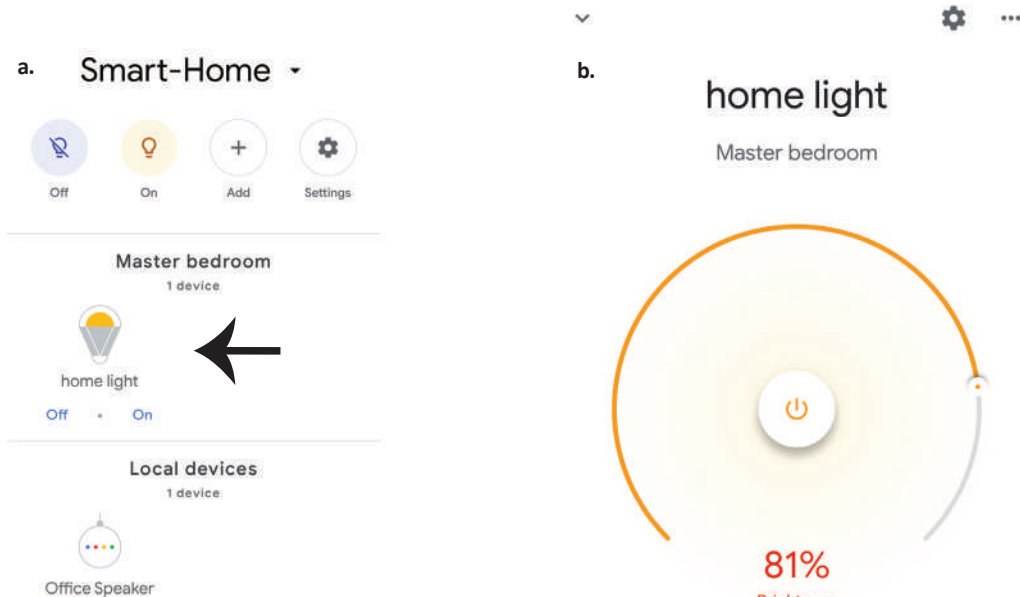 a.
Smart-Home
Off
On
Add
Settings
Master bedroom
1 device
home light
Off • On
Local devices
1 device
Office Speaker
b.
home light
Master bedroom
81%